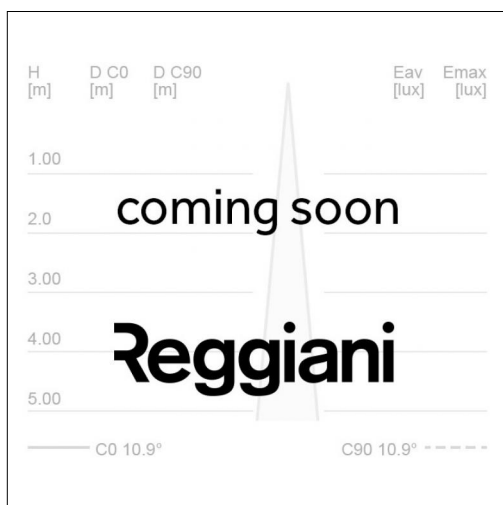 H D C0 D C90 Eav Emax
[m] [m] [m] [lux] [lux]
1.00
coming soon
2.0
3.00
4.00
Reggiani
5.00
C0 10.9° C90 10.9°